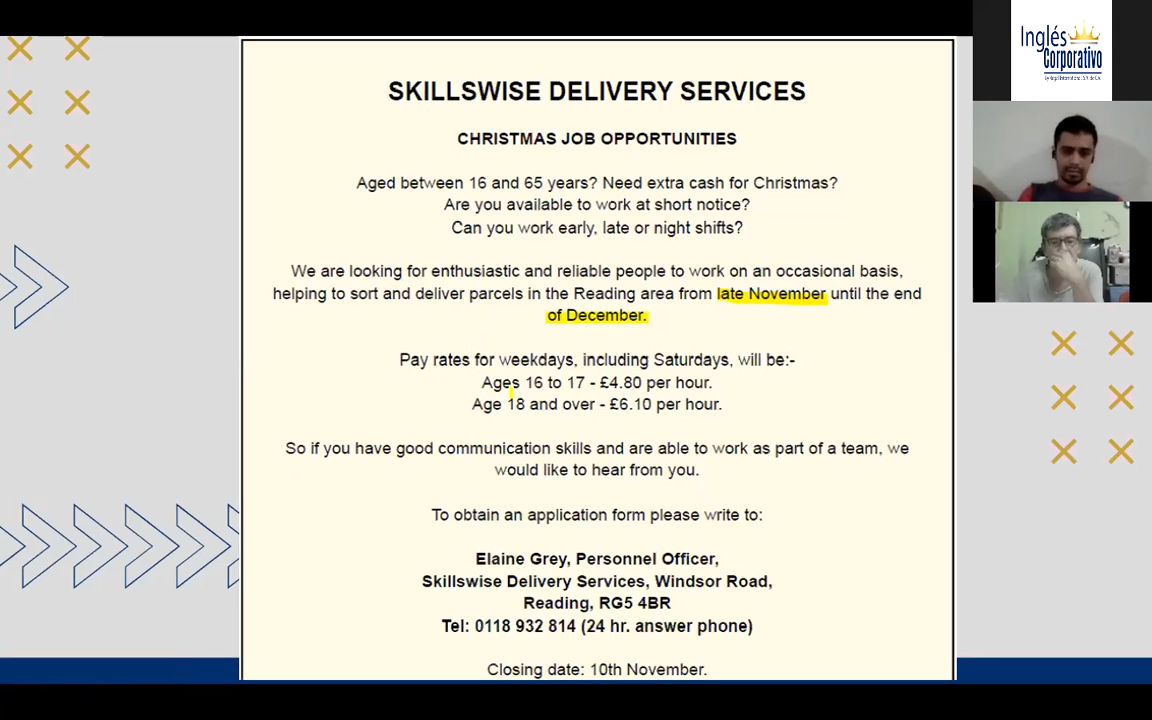 SKILLSWISE DELIVERY SERVICES
CHRISTMAS JOB OPPORTUNITIES
Aged between 16 and 65 years? Need extra cash for Christmas?
Are you available to work at short notice?
Can you work early, late or night shifts?
We are looking for enthusiastic and reliable people to work on an occasional basis,
helping to sort and deliver parcels in the Reading area from late November until the end
of December.
Pay rates for weekdays, including Saturdays, will be:-
Ages 16 to 17 - £4.80 per hour.
Age 18 and over - £6.10 per hour.
So if you have good communication skills and are able to work as part of a team, we
would like to hear from you.
To obtain an application form please write to:
Elaine Grey, Personnel Officer,
Skillswise Delivery Services, Windsor Road,
Reading, RG5 4BR
Tel: 0118 932 814 (24 hr. answer phone)
Closing date: 10th November.
Inglés
Corporativo